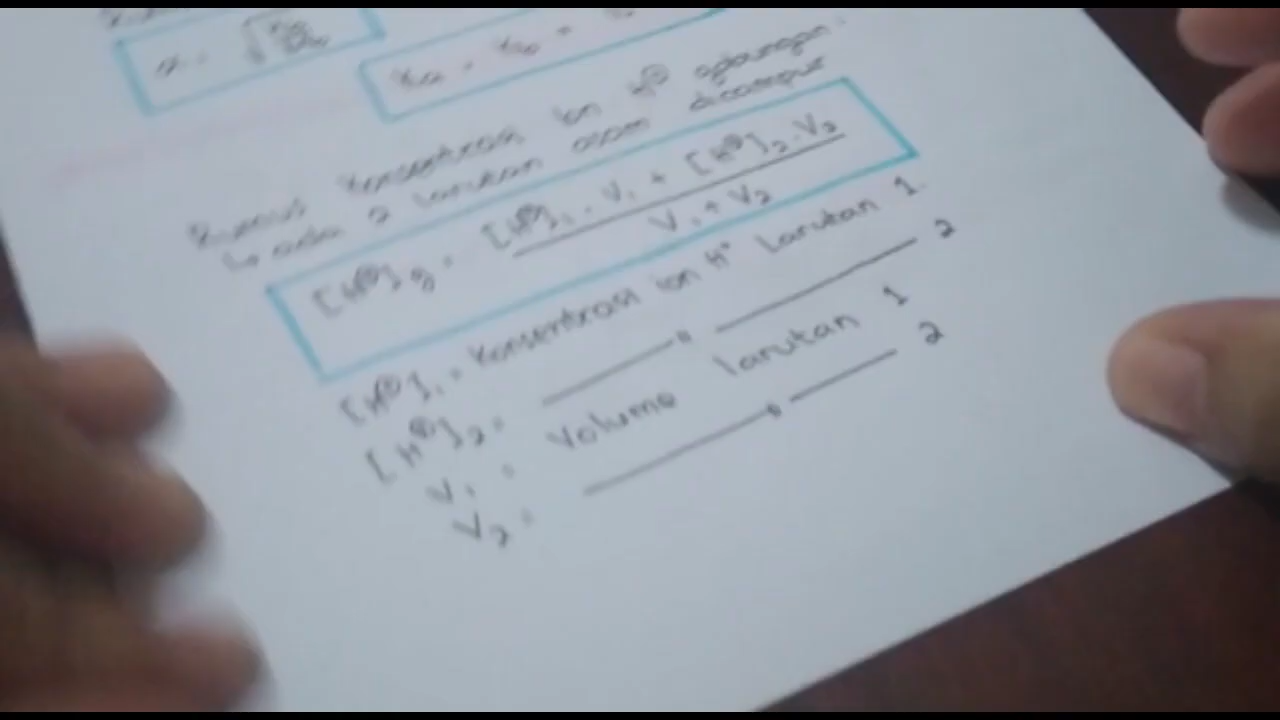 Rumus Konsentrasi Ion H⊕ gabungan :
↳ ada 2 larutan asam dicampur
[H⊕]g = [H⊕]₁ . V₁ + [H⊕]₂ . V₂
V₁ + V₂
[H⊕]₁ = Konsentrasi Ion H⁺ larutan 1
[H⊕]₂ = ——— " ——— 2
V₁ = Volume larutan 1
V₂ = ——— " ——— 2